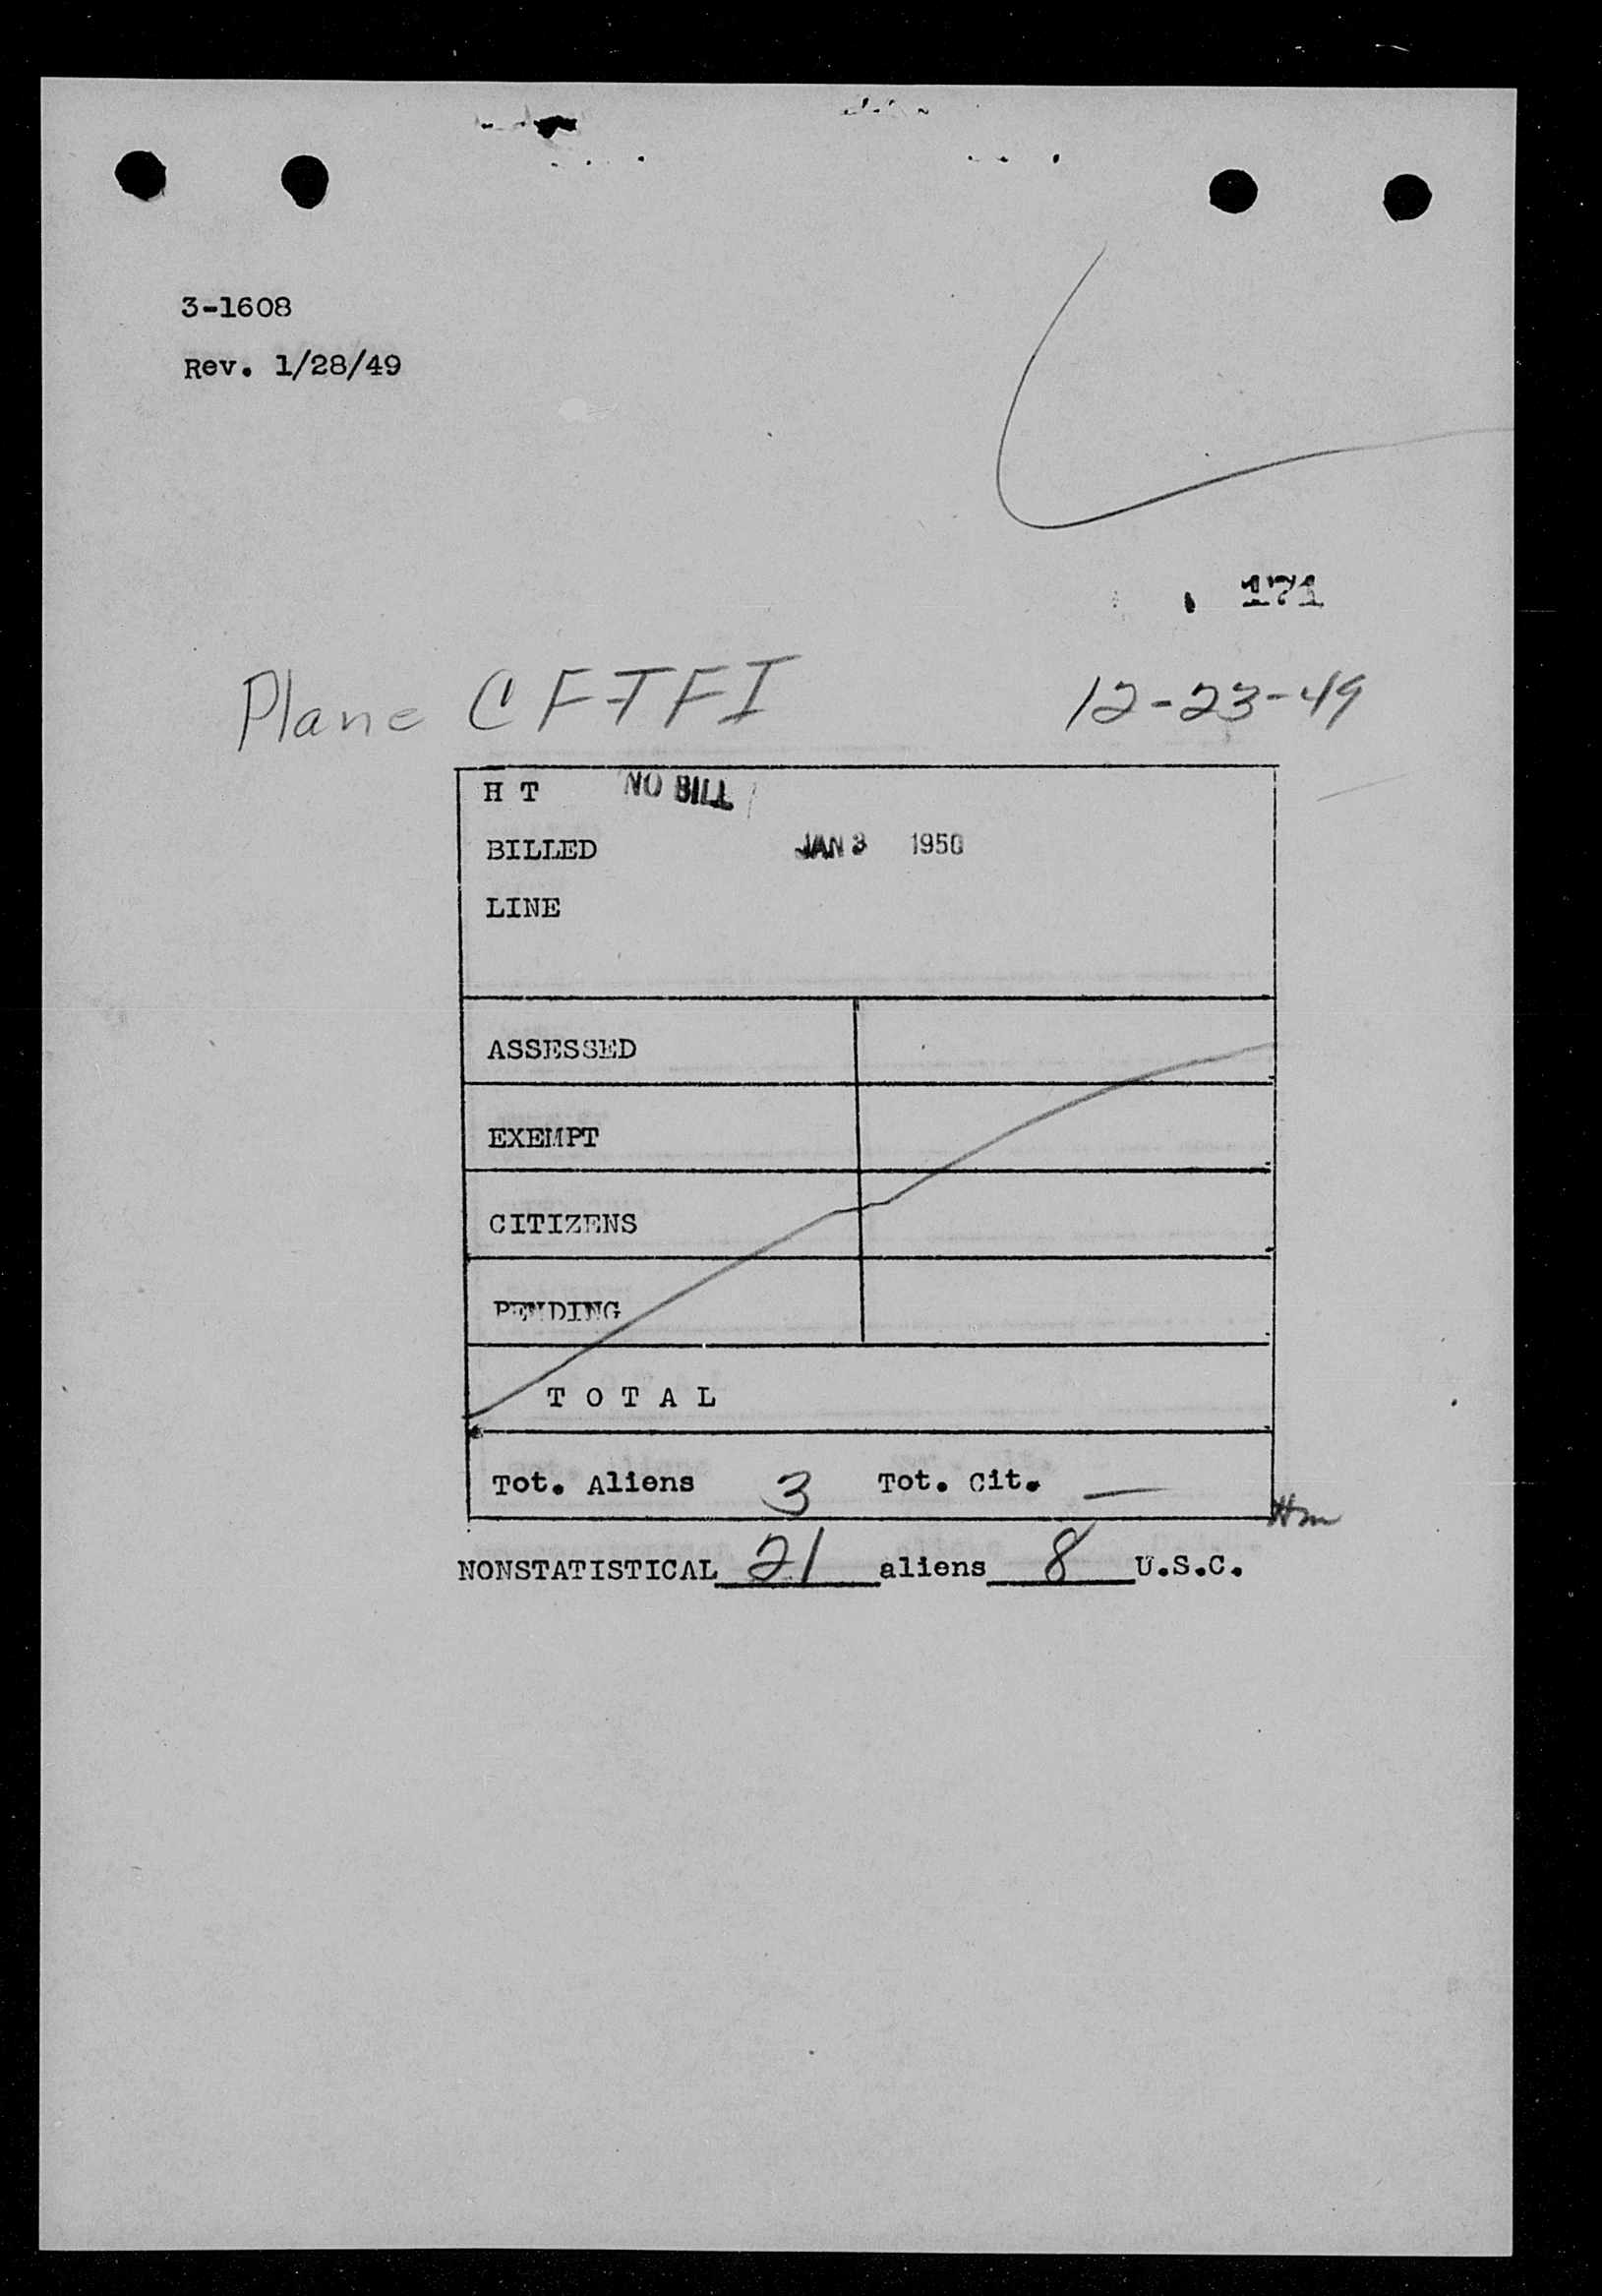 3-1608
Rev. 1/28/49
171
Plane CFTFI 12-23-49
H T NO BILL
BILLED JAN 3 1950
LINE
ASSESSED
EXEMPT
CITIZENS
PENDING
T O T A L
Tot. Aliens 3 Tot. Cit. —
Hm
NONSTATISTICAL 21 aliens 8 U.S.C.